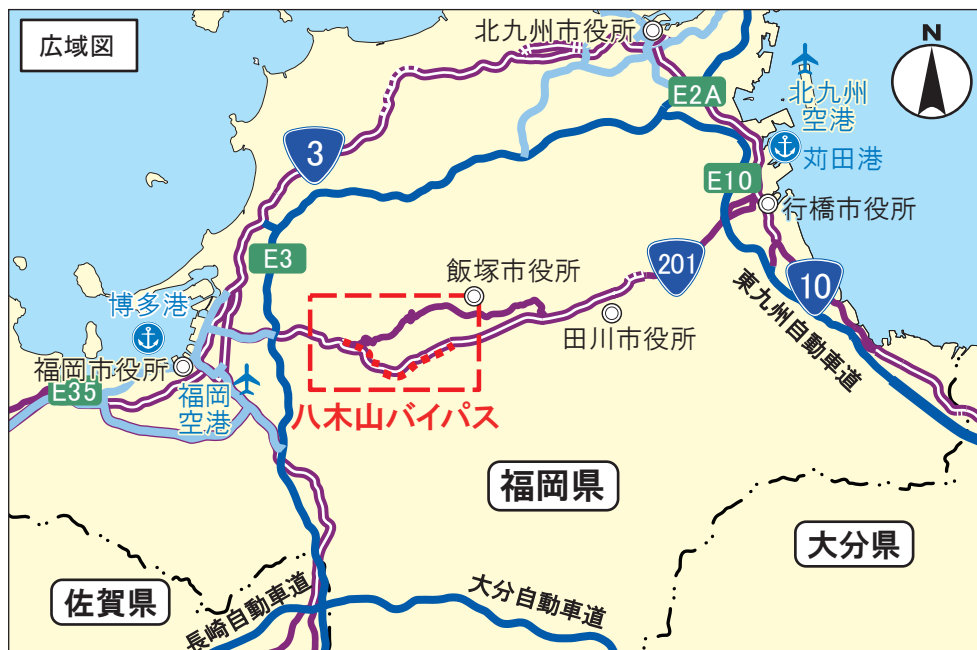 広域図
北九州市役所
N
E2A
北九州
空港
3
苅田港
E10
行橋市役所
E3
飯塚市役所
201
10
博多港
田川市役所
東九州自動車道
福岡市役所
E35
福岡
空港
八木山バイパス
福岡県
大分県
佐賀県
長崎自動車道
大分自動車道